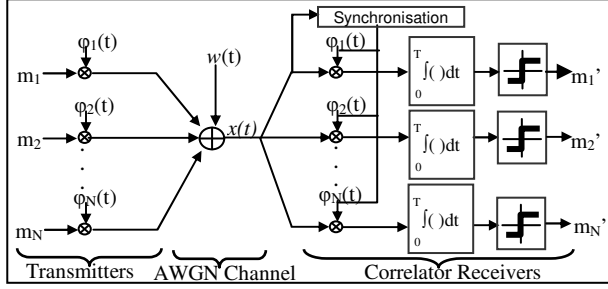 Synchronisation
φ1(t) w(t) φ1(t) T ∫( )dt 0
m1 m1'
φ2(t) φ2(t) T ∫( )dt 0
m2 x(t) m2'
φN(t) φN(t) T ∫( )dt 0
mN mN'
Transmitters AWGN Channel Correlator Receivers